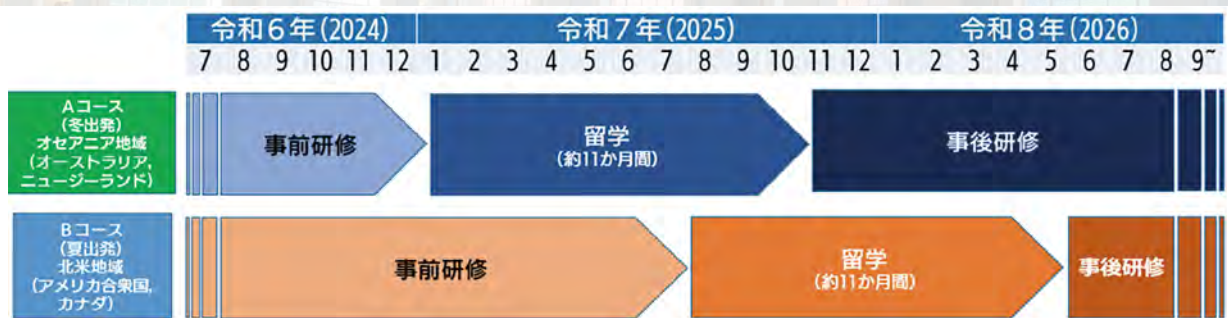 令和6年(2024) 令和7年(2025) 令和8年(2026)
7 8 9 10 11 12 1 2 3 4 5 6 7 8 9 10 11 12 1 2 3 4 5 6 7 8 9~
Aコース
(冬出発)
オセアニア地域
(オーストラリア,
ニュージーランド)
事前研修
留学
(約11か月間)
事後研修
Bコース
(夏出発)
北米地域
(アメリカ合衆国,
カナダ)
事前研修
留学
(約11か月間)
事後研修